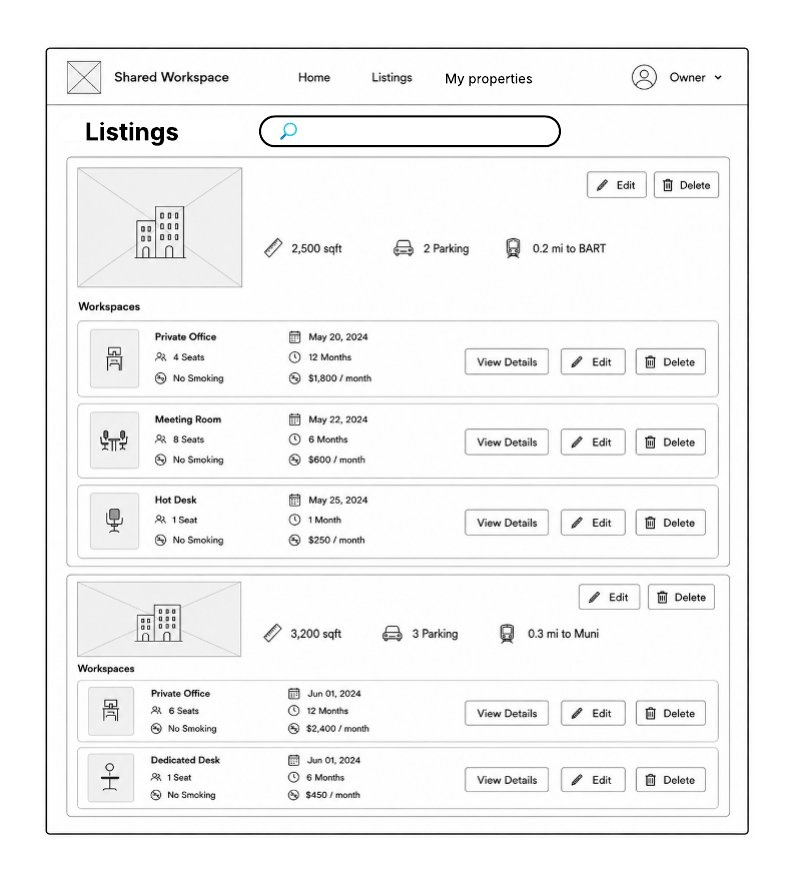 Shared Workspace Home Listings My properties Owner
Listings
Edit Delete
2,500 sqft 2 Parking 0.2 mi to BART
Workspaces
Private Office May 20, 2024
4 Seats 12 Months View Details Edit Delete
No Smoking $1,800 / month
Meeting Room May 22, 2024
8 Seats 6 Months View Details Edit Delete
No Smoking $600 / month
Hot Desk May 25, 2024
1 Seat 1 Month View Details Edit Delete
No Smoking $250 / month
Edit Delete
3,200 sqft 3 Parking 0.3 mi to Muni
Workspaces
Private Office Jun 01, 2024
6 Seats 12 Months View Details Edit Delete
No Smoking $2,400 / month
Dedicated Desk Jun 01, 2024
1 Seat 6 Months View Details Edit Delete
No Smoking $450 / month